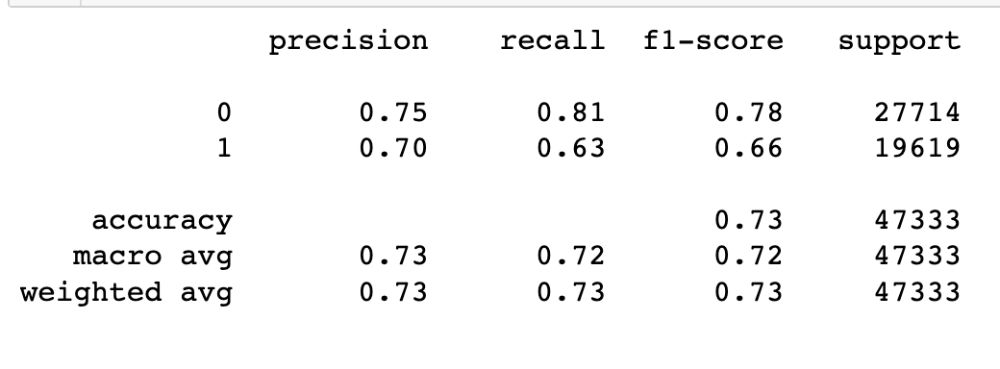 precision recall f1-score support
0 0.75 0.81 0.78 27714
1 0.70 0.63 0.66 19619
accuracy 0.73 47333
macro avg 0.73 0.72 0.72 47333
weighted avg 0.73 0.73 0.73 47333